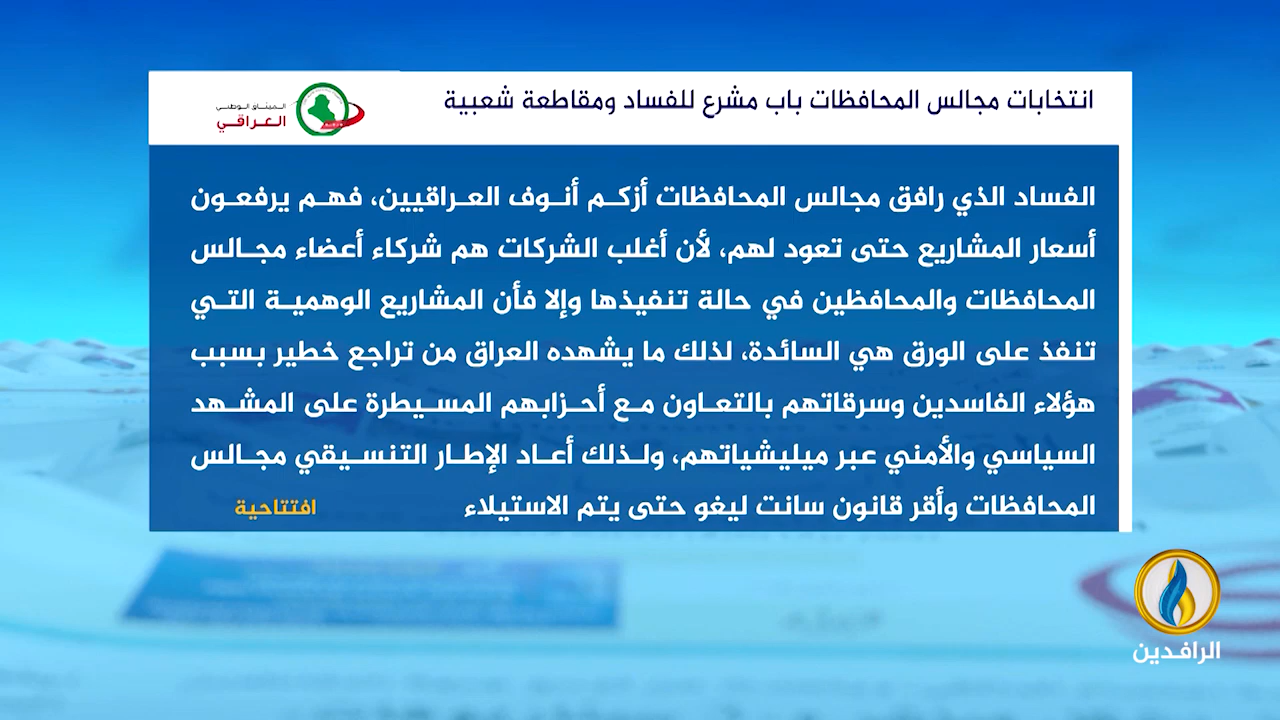 انتخابات مجالس المحافظات باب مشرع للفساد ومقاطعة شعبية
الميثاق الوطني
العراقي
الفساد الذي رافق مجالس المحافظات أزكم أنوف العراقيين، فهم يرفعون
أسعار المشاريع حتى تعود لهم، لأن أغلب الشركات هم شركاء أعضاء مجالس
المحافظات والمحافظين في حالة تنفيذها وإلا فأن المشاريع الوهمية التي
تنفذ على الورق هي السائدة، لذلك ما يشهده العراق من تراجع خطير بسبب
هؤلاء الفاسدين وسرقاتهم بالتعاون مع أحزابهم المسيطرة على المشهد
السياسي والأمني عبر ميليشياتهم، ولذلك أعاد الإطار التنسيقي مجالس
المحافظات وأقر قانون سانت ليغو حتى يتم الاستيلاء
افتتاحية
الرافدين